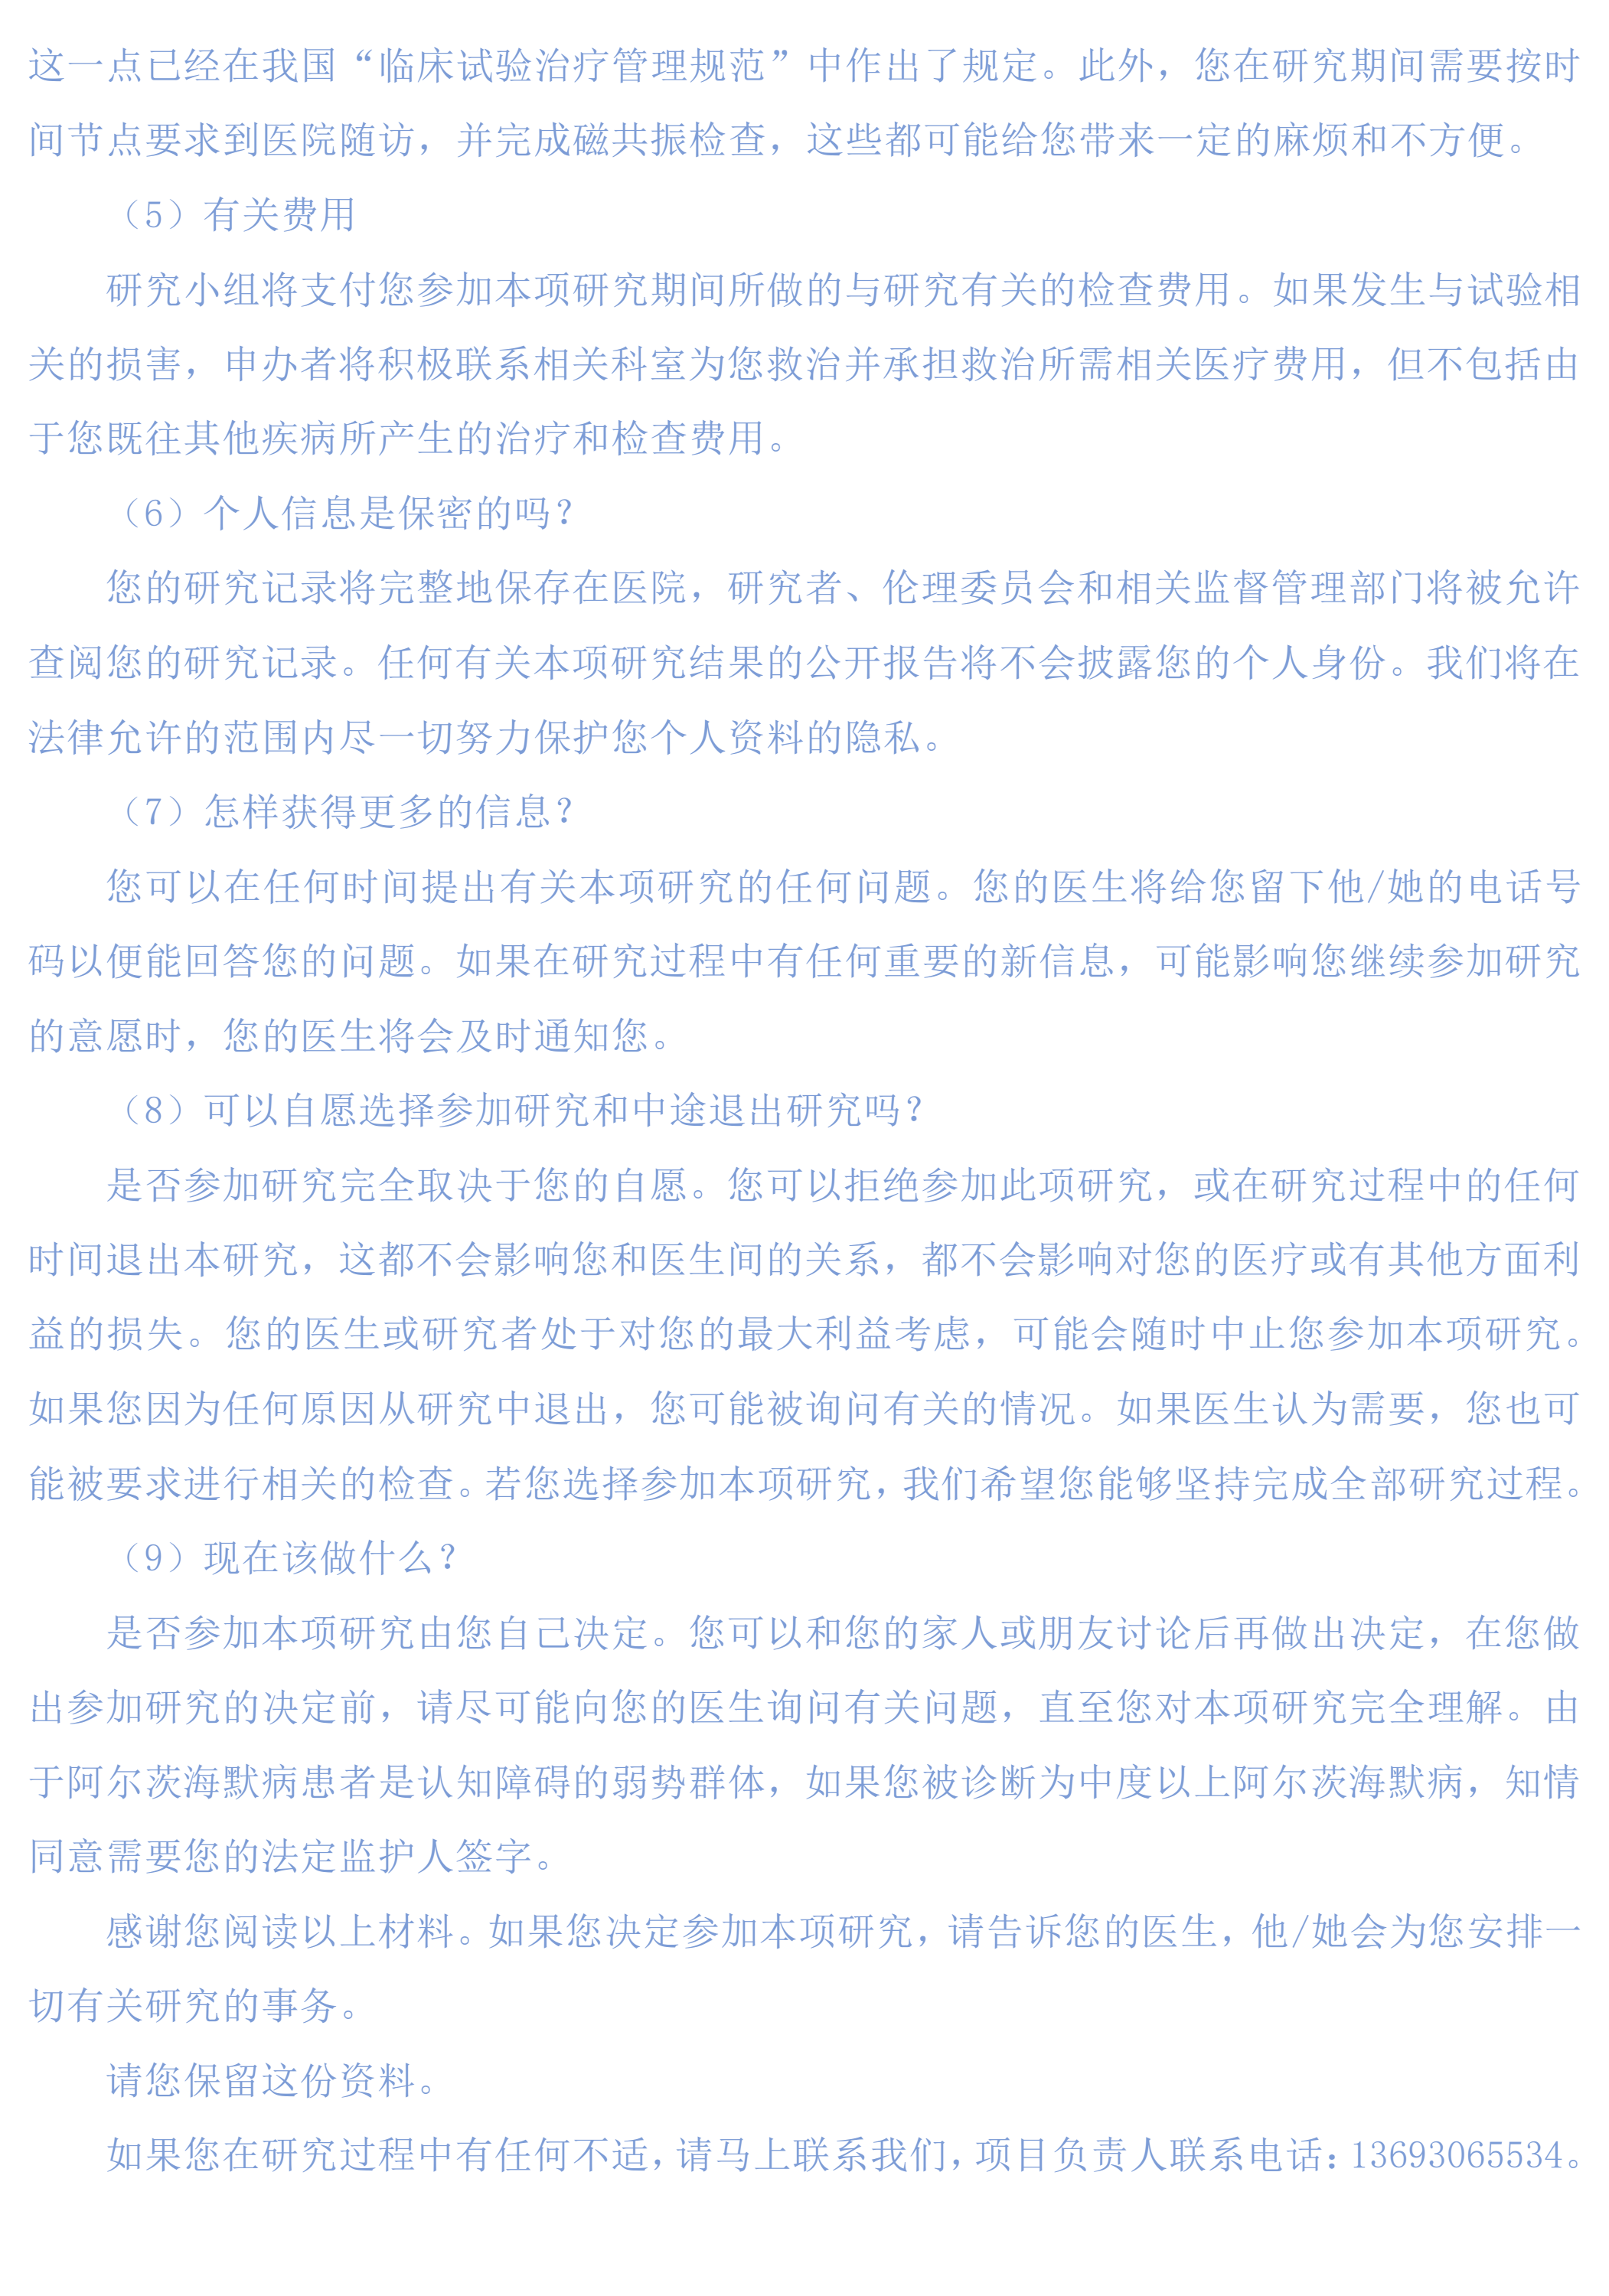 这一点已经在我国“临床试验治疗管理规范”中作出了规定。此外，您在研究期间需要按时
间节点要求到医院随访，并完成磁共振检查，这些都可能给您带来一定的麻烦和不方便。
（5）有关费用
研究小组将支付您参加本项研究期间所做的与研究有关的检查费用。如果发生与试验相
关的损害，申办者将积极联系相关科室为您救治并承担救治所需相关医疗费用，但不包括由
于您既往其他疾病所产生的治疗和检查费用。
（6）个人信息是保密的吗？
您的研究记录将完整地保存在医院，研究者、伦理委员会和相关监督管理部门将被允许
查阅您的研究记录。任何有关本项研究结果的公开报告将不会披露您的个人身份。我们将在
法律允许的范围内尽一切努力保护您个人资料的隐私。
（7）怎样获得更多的信息？
您可以在任何时间提出有关本项研究的任何问题。您的医生将给您留下他/她的电话号
码以便能回答您的问题。如果在研究过程中有任何重要的新信息，可能影响您继续参加研究
的意愿时，您的医生将会及时通知您。
（8）可以自愿选择参加研究和中途退出研究吗？
是否参加研究完全取决于您的自愿。您可以拒绝参加此项研究，或在研究过程中的任何
时间退出本研究，这都不会影响您和医生间的关系，都不会影响对您的医疗或有其他方面利
益的损失。您的医生或研究者处于对您的最大利益考虑，可能会随时中止您参加本项研究。
如果您因为任何原因从研究中退出，您可能被询问有关的情况。如果医生认为需要，您也可
能被要求进行相关的检查。若您选择参加本项研究，我们希望您能够坚持完成全部研究过程。
（9）现在该做什么？
是否参加本项研究由您自己决定。您可以和您的家人或朋友讨论后再做出决定，在您做
出参加研究的决定前，请尽可能向您的医生询问有关问题，直至您对本项研究完全理解。由
于阿尔茨海默病患者是认知障碍的弱势群体，如果您被诊断为中度以上阿尔茨海默病，知情
同意需要您的法定监护人签字。
感谢您阅读以上材料。如果您决定参加本项研究，请告诉您的医生，他/她会为您安排一
切有关研究的事务。
请您保留这份资料。
如果您在研究过程中有任何不适，请马上联系我们，项目负责人联系电话：13693065534。